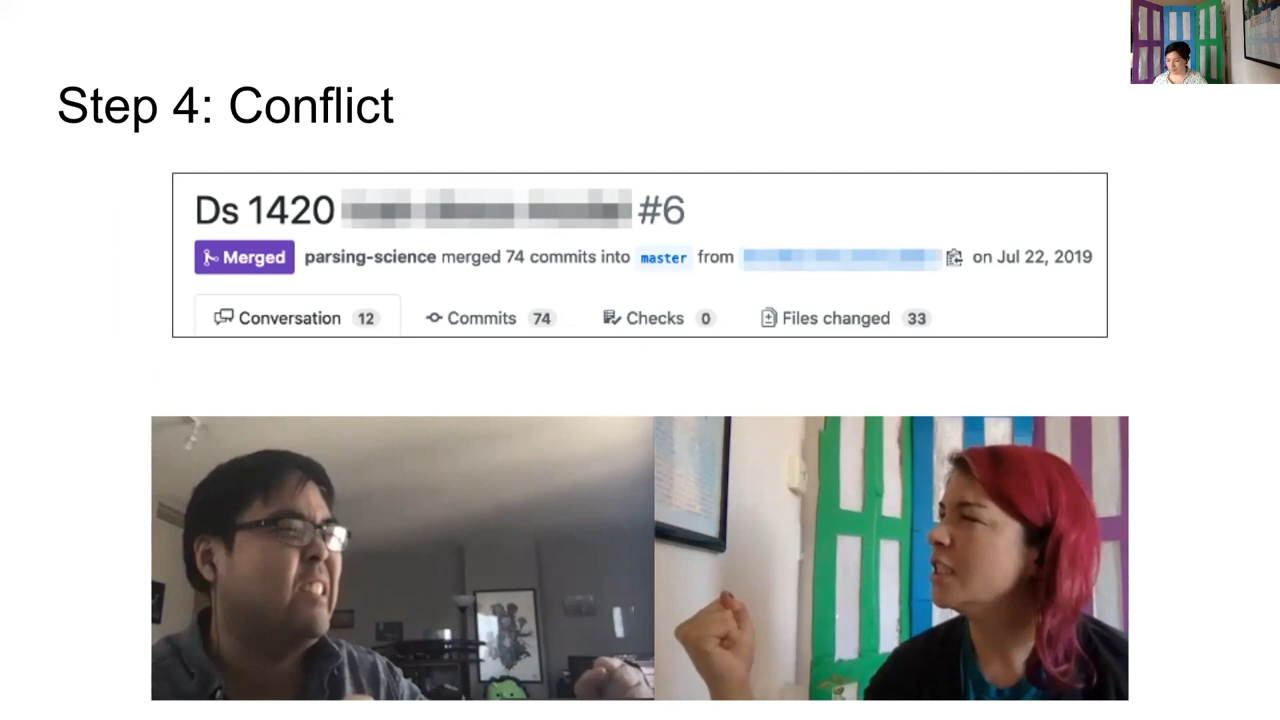 Step 4: Conflict
Ds 1420 #6
Merged parsing-science merged 74 commits into master from on Jul 22, 2019
Conversation 12 Commits 74 Checks 0 Files changed 33